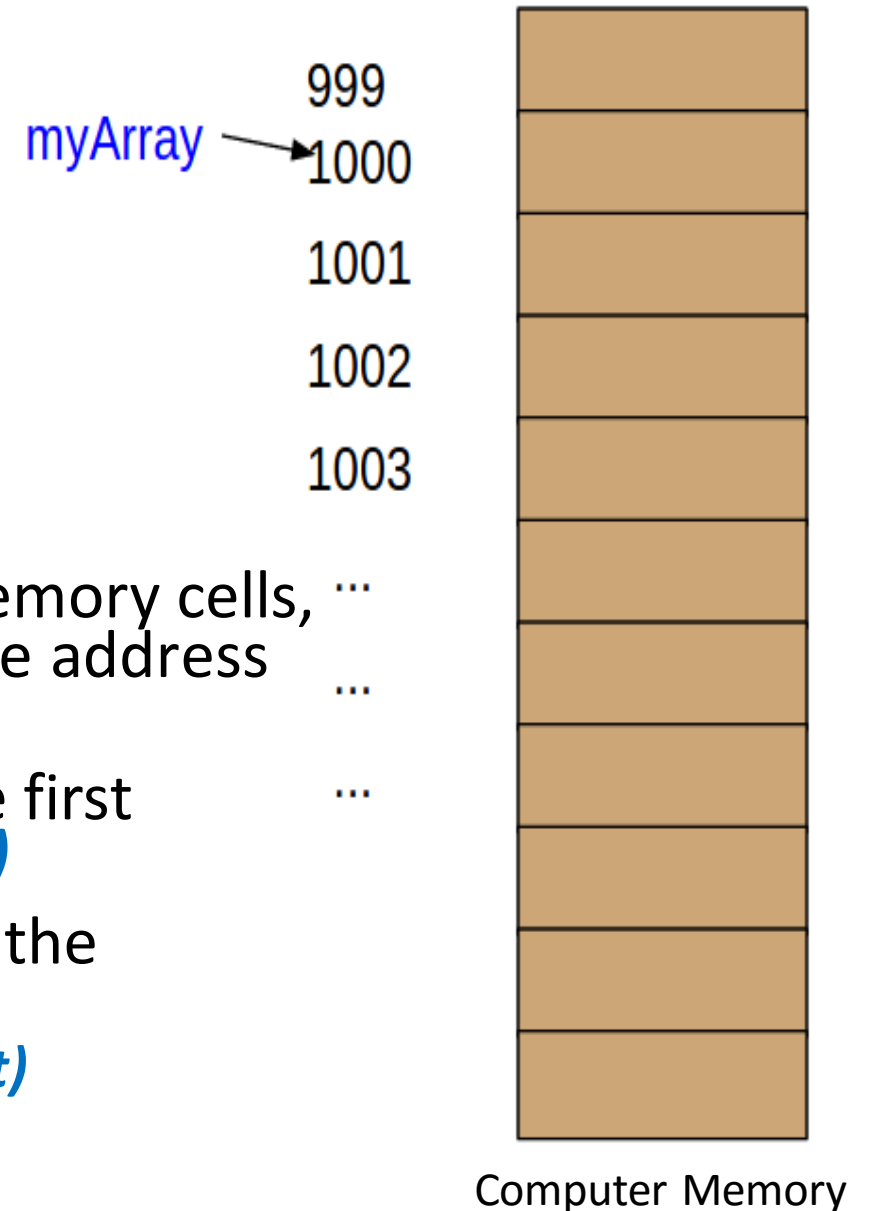 999
myArray
1000
1001
1002
1003
...
emory cells,
e address
...
e first
...
)
the
t)
Computer Memory